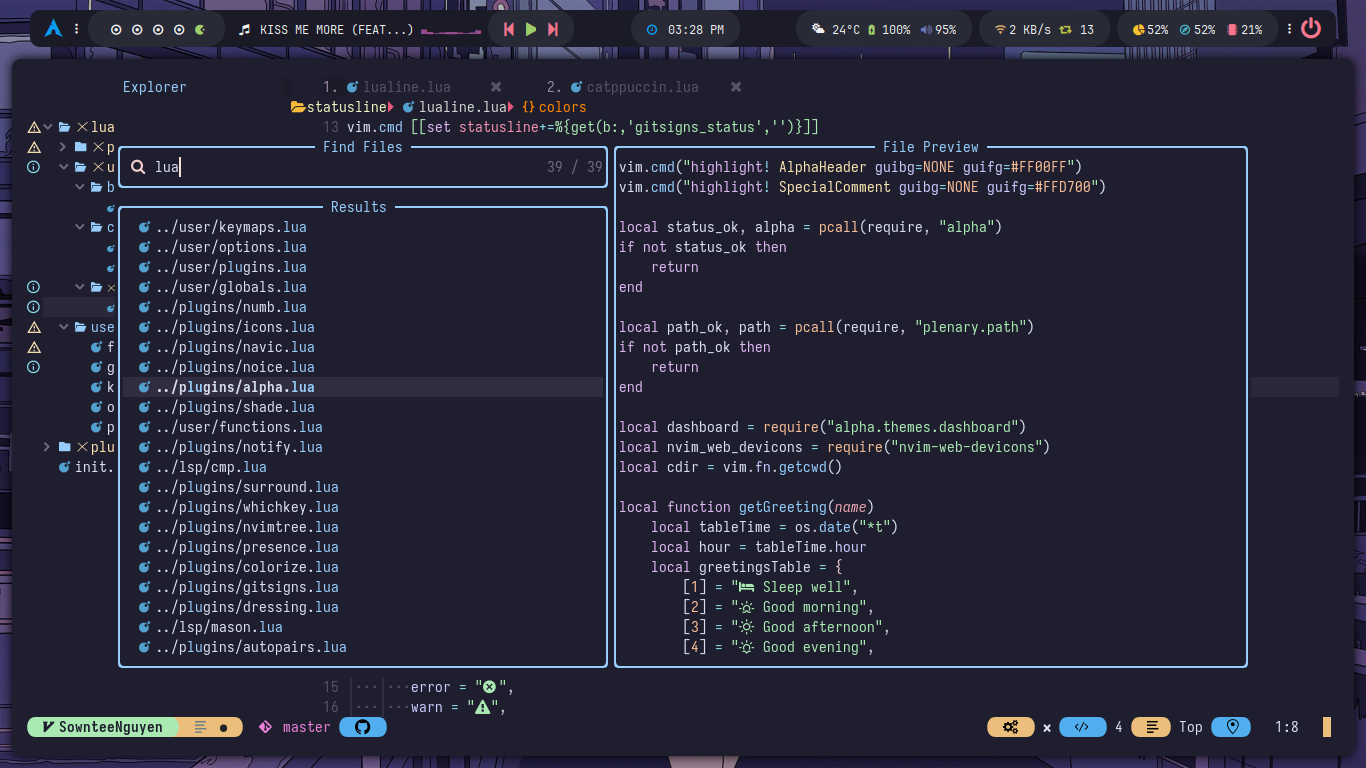 KISS ME MORE (FEAT...)
03:28 PM
24°C 100% 95%
2 KB/s 13
52% 52% 21%
Explorer
1. lualine.lua
2. catppuccin.lua
statusline lualine.lua {} colors
lua
p
u
b
c
use
f
g
k
o
p
plu
init.
13 vim.cmd [[set statusline+=%{get(b:,'gitsigns_status','')}]]
Find Files
lua 39 / 39
Results
../user/keymaps.lua
../user/options.lua
../user/plugins.lua
../user/globals.lua
../plugins/numb.lua
../plugins/icons.lua
../plugins/navic.lua
../plugins/noice.lua
../plugins/alpha.lua
../plugins/shade.lua
../user/functions.lua
../plugins/notify.lua
../lsp/cmp.lua
../plugins/surround.lua
../plugins/whichkey.lua
../plugins/nvimtree.lua
../plugins/presence.lua
../plugins/colorize.lua
../plugins/gitsigns.lua
../plugins/dressing.lua
../lsp/mason.lua
../plugins/autopairs.lua
File Preview
vim.cmd("highlight! AlphaHeader guibg=NONE guifg=#FF00FF")
vim.cmd("highlight! SpecialComment guibg=NONE guifg=#FFD700")
local status_ok, alpha = pcall(require, "alpha")
if not status_ok then
return
end
local path_ok, path = pcall(require, "plenary.path")
if not path_ok then
return
end
local dashboard = require("alpha.themes.dashboard")
local nvim_web_devicons = require("nvim-web-devicons")
local cdir = vim.fn.getcwd()
local function getGreeting(name)
local tableTime = os.date("*t")
local hour = tableTime.hour
local greetingsTable = {
[1] = " Sleep well",
[2] = " Good morning",
[3] = " Good afternoon",
[4] = " Good evening",
15 error = "",
16 warn = "",
SownteeNguyen
master
4
Top
1:8